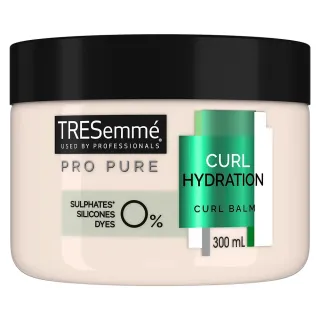 TRESemmé
USED BY PROFESSIONALS
PRO PURE
SULPHATES*
SILICONES
DYES
0%
CURL
HYDRATION
CURL BALM
300 mL